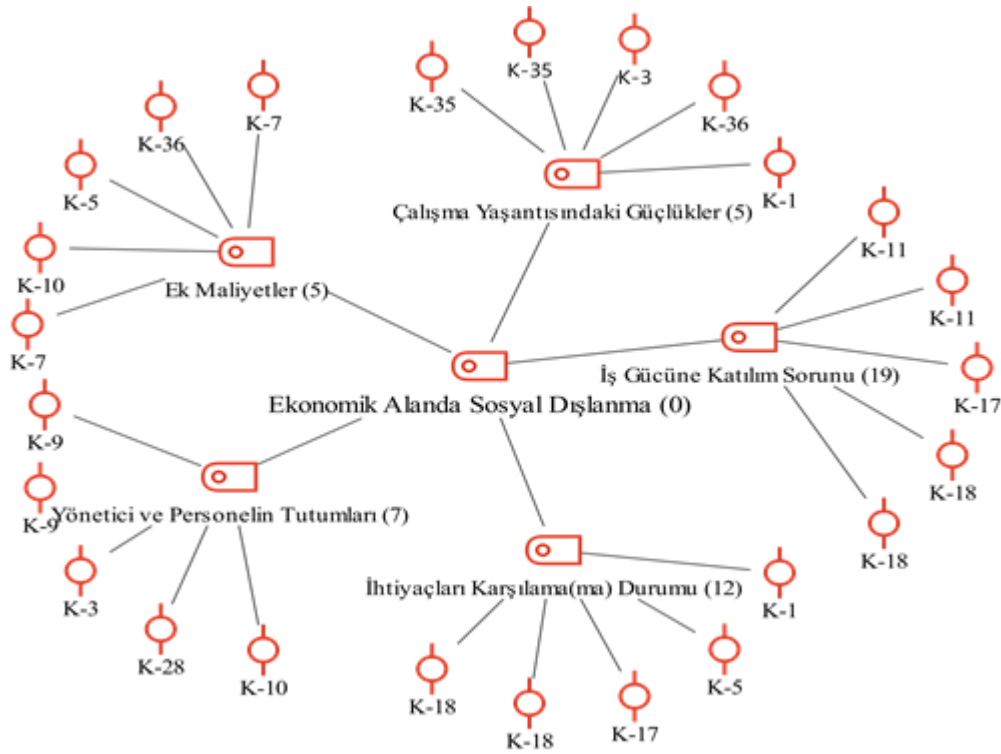 K-35
K-35
K-3
K-36
K-1
Çalışma Yaşantısındaki Güçlükler (5)
K-7
K-36
K-5
K-10
K-7
Ek Maliyetler (5)
K-11
K-11
K-17
K-18
K-18
İş Gücüne Katılım Sorunu (19)
Ekonomik Alanda Sosyal Dışlanma (0)
K-9
K-9
Yönetici ve Personelin Tutumları (7)
K-3
K-28
K-10
İhtiyaçları Karşılama(ma) Durumu (12)
K-1
K-5
K-17
K-18
K-18